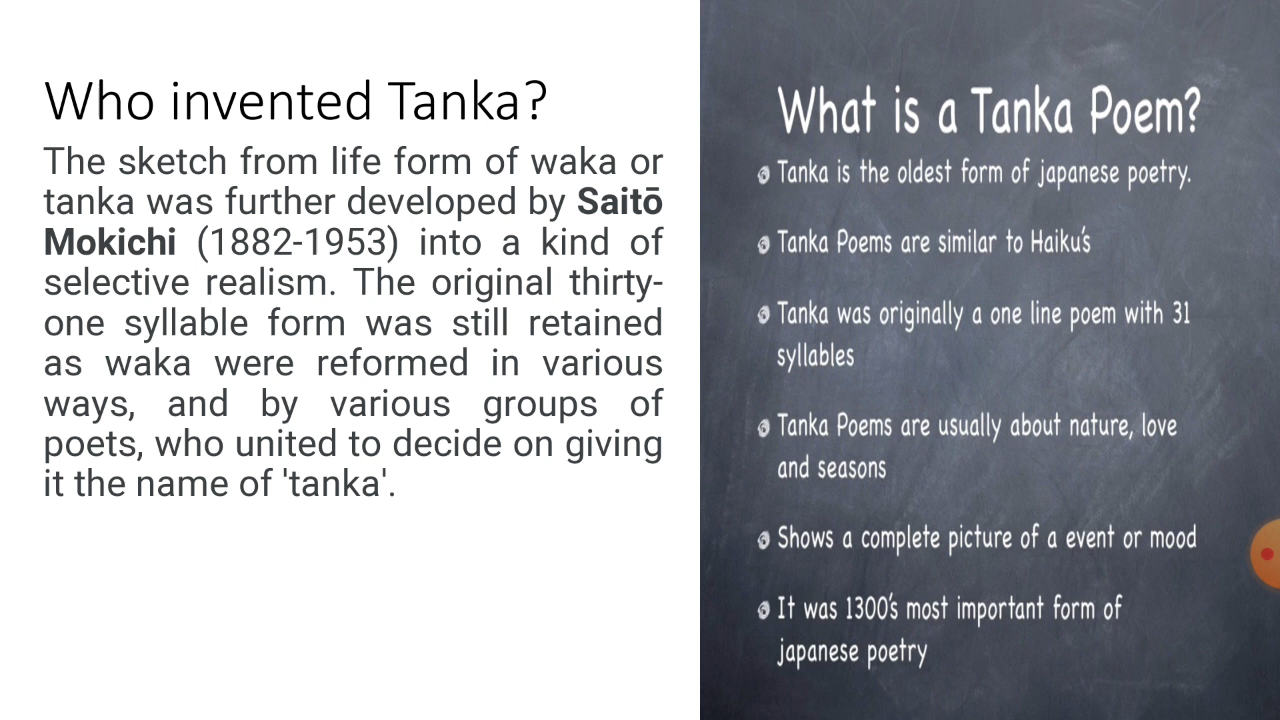 Who invented Tanka?
The sketch from life form of waka or
tanka was further developed by Saitō
Mokichi (1882-1953) into a kind of
selective realism. The original thirty-
one syllable form was still retained
as waka were reformed in various
ways, and by various groups of
poets, who united to decide on giving
it the name of 'tanka'.
What is a Tanka Poem?
Tanka is the oldest form of japanese poetry.
Tanka Poems are similar to Haiku's
Tanka was originally a one line poem with 31
syllables
Tanka Poems are usually about nature, love
and seasons
Shows a complete picture of a event or mood
It was 1300's most important form of
japanese poetry